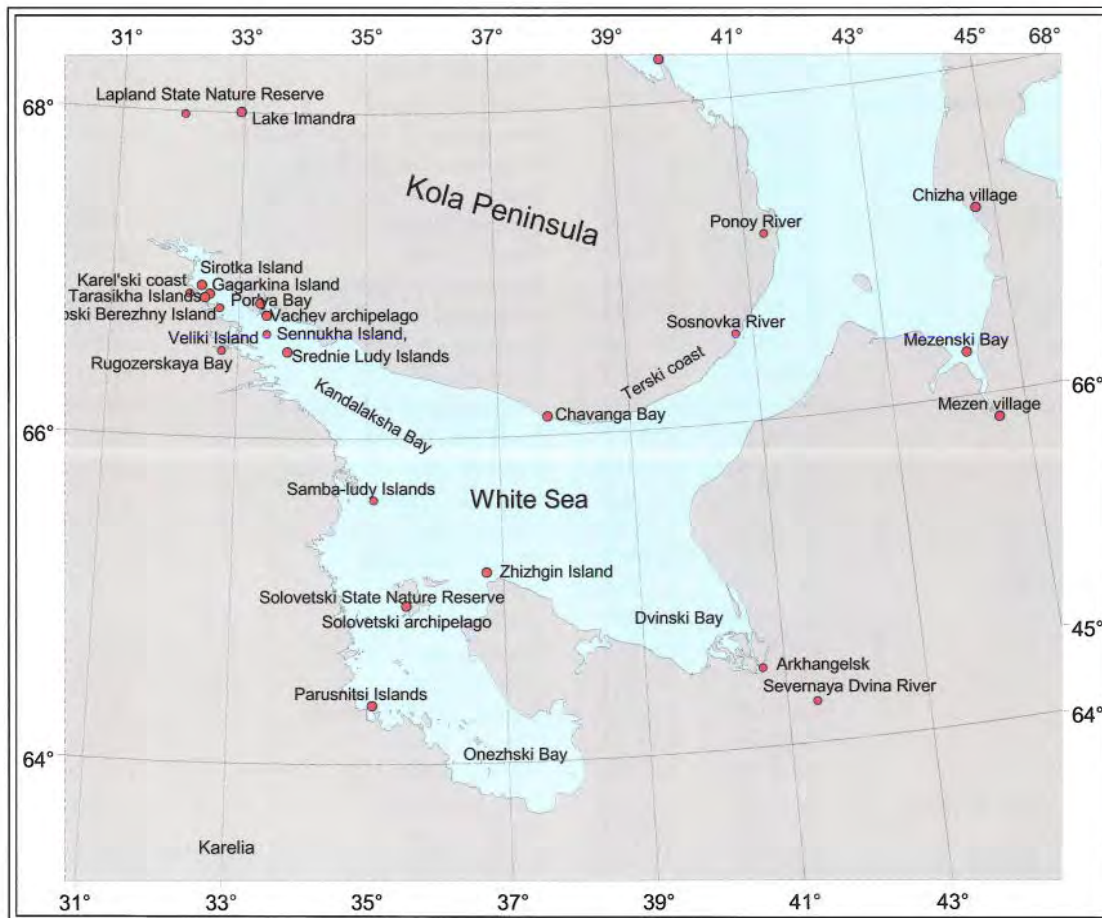 31° 33° 35° 37° 39° 41° 43° 45° 68°
68°
Lapland State Nature Reserve
Lake Imandra
Kola Peninsula
Chizha village
Ponoy River
Sirotka Island
Karel'ski coast
Gagarkina Island
Tarasikha Islands
Porlya Bay
oski Berezhny Island
Vachev archipelago
Veliki Island
Sennukha Island,
Sosnovka River
Mezenski Bay
Rugozerskaya Bay
Srednie Ludy Islands
Terski coast
66°
Kandalaksha Bay
Chavanga Bay
Mezen village
66°
Samba-ludy Islands
White Sea
Zhizhgin Island
Solovetski State Nature Reserve
Solovetski archipelago
Dvinski Bay
45°
Arkhangelsk
Severnaya Dvina River
Parusnitsi Islands
64°
Onezhski Bay
64°
Karelia
31° 33° 35° 37° 39° 41° 43°